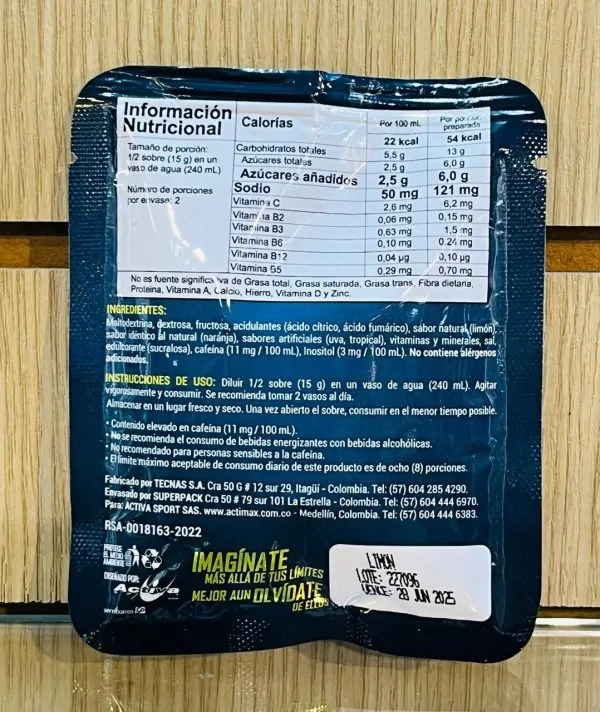 Información
Nutricional
Tamaño de porción:
1/2 sobre (15 g) en un
vaso de agua (240 mL)
Número de porciones
por envase: 2
Calorías Por 100 mL Por porción preparada
22 kcal 54 kcal
Carbohidratos totales 5,5 g 13 g
Azúcares totales 2,5 g 6,0 g
Azúcares añadidos 2,5 g 6,0 g
Sodio 50 mg 121 mg
Vitamina C 2,6 mg 6,2 mg
Vitamina B2 0,06 mg 0,15 mg
Vitamina B3 0,63 mg 1,5 mg
Vitamina B6 0,10 mg 0,24 mg
Vitamina B12 0,04 µg 0,10 µg
Vitamina B5 0,29 mg 0,70 mg
No es fuente significativa de Grasa total, Grasa saturada, Grasa trans, Fibra dietaria,
Proteína, Vitamina A, Calcio, Hierro, Vitamina D y Zinc.
INGREDIENTES:
Maltodextrina, dextrosa, fructosa, acidulantes (ácido cítrico, ácido fumárico), sabor natural (limón),
sabor idéntico al natural (naranja), sabores artificiales (uva, tropical), vitaminas y minerales, sal,
edulcorante (sucralosa), cafeína (11 mg / 100 mL), Inositol (3 mg / 100 mL). No contiene alérgenos
adicionados.
INSTRUCCIONES DE USO: Diluir 1/2 sobre (15 g) en un vaso de agua (240 mL). Agitar
vigorosamente y consumir. Se recomienda tomar 2 vasos al día.
Almacenar en un lugar fresco y seco. Una vez abierto el sobre, consumir en el menor tiempo posible.
• Contenido elevado en cafeína (11 mg / 100 mL).
• No se recomienda el consumo de bebidas energizantes con bebidas alcohólicas.
• No recomendado para personas sensibles a la cafeína.
• El límite máximo aceptable de consumo diario de este producto es de ocho (8) porciones.
Fabricado por TECNAS S.A. Cra 50 G # 12 sur 29, Itagüí - Colombia. Tel: (57) 604 285 4290.
Envasado por SUPERPACK Cra 50 # 79 sur 101 La Estrella - Colombia. Tel: (57) 604 444 6970.
Para: ACTIVA SPORT SAS. www.actimax.com.co - Medellín, Colombia. Tel: (57) 604 444 6383.
RSA-0018163-2022
PROTEGE
EL MEDIO
AMBIENTE
DISEÑADO POR:
Activa
IMAGÍNATE
MÁS ALLÁ DE TUS LÍMITES
MEJOR AUN OLVÍDATE
DE ELLOS
LIMON
LOTE: 227096
VENCE: 28 JUN 2025